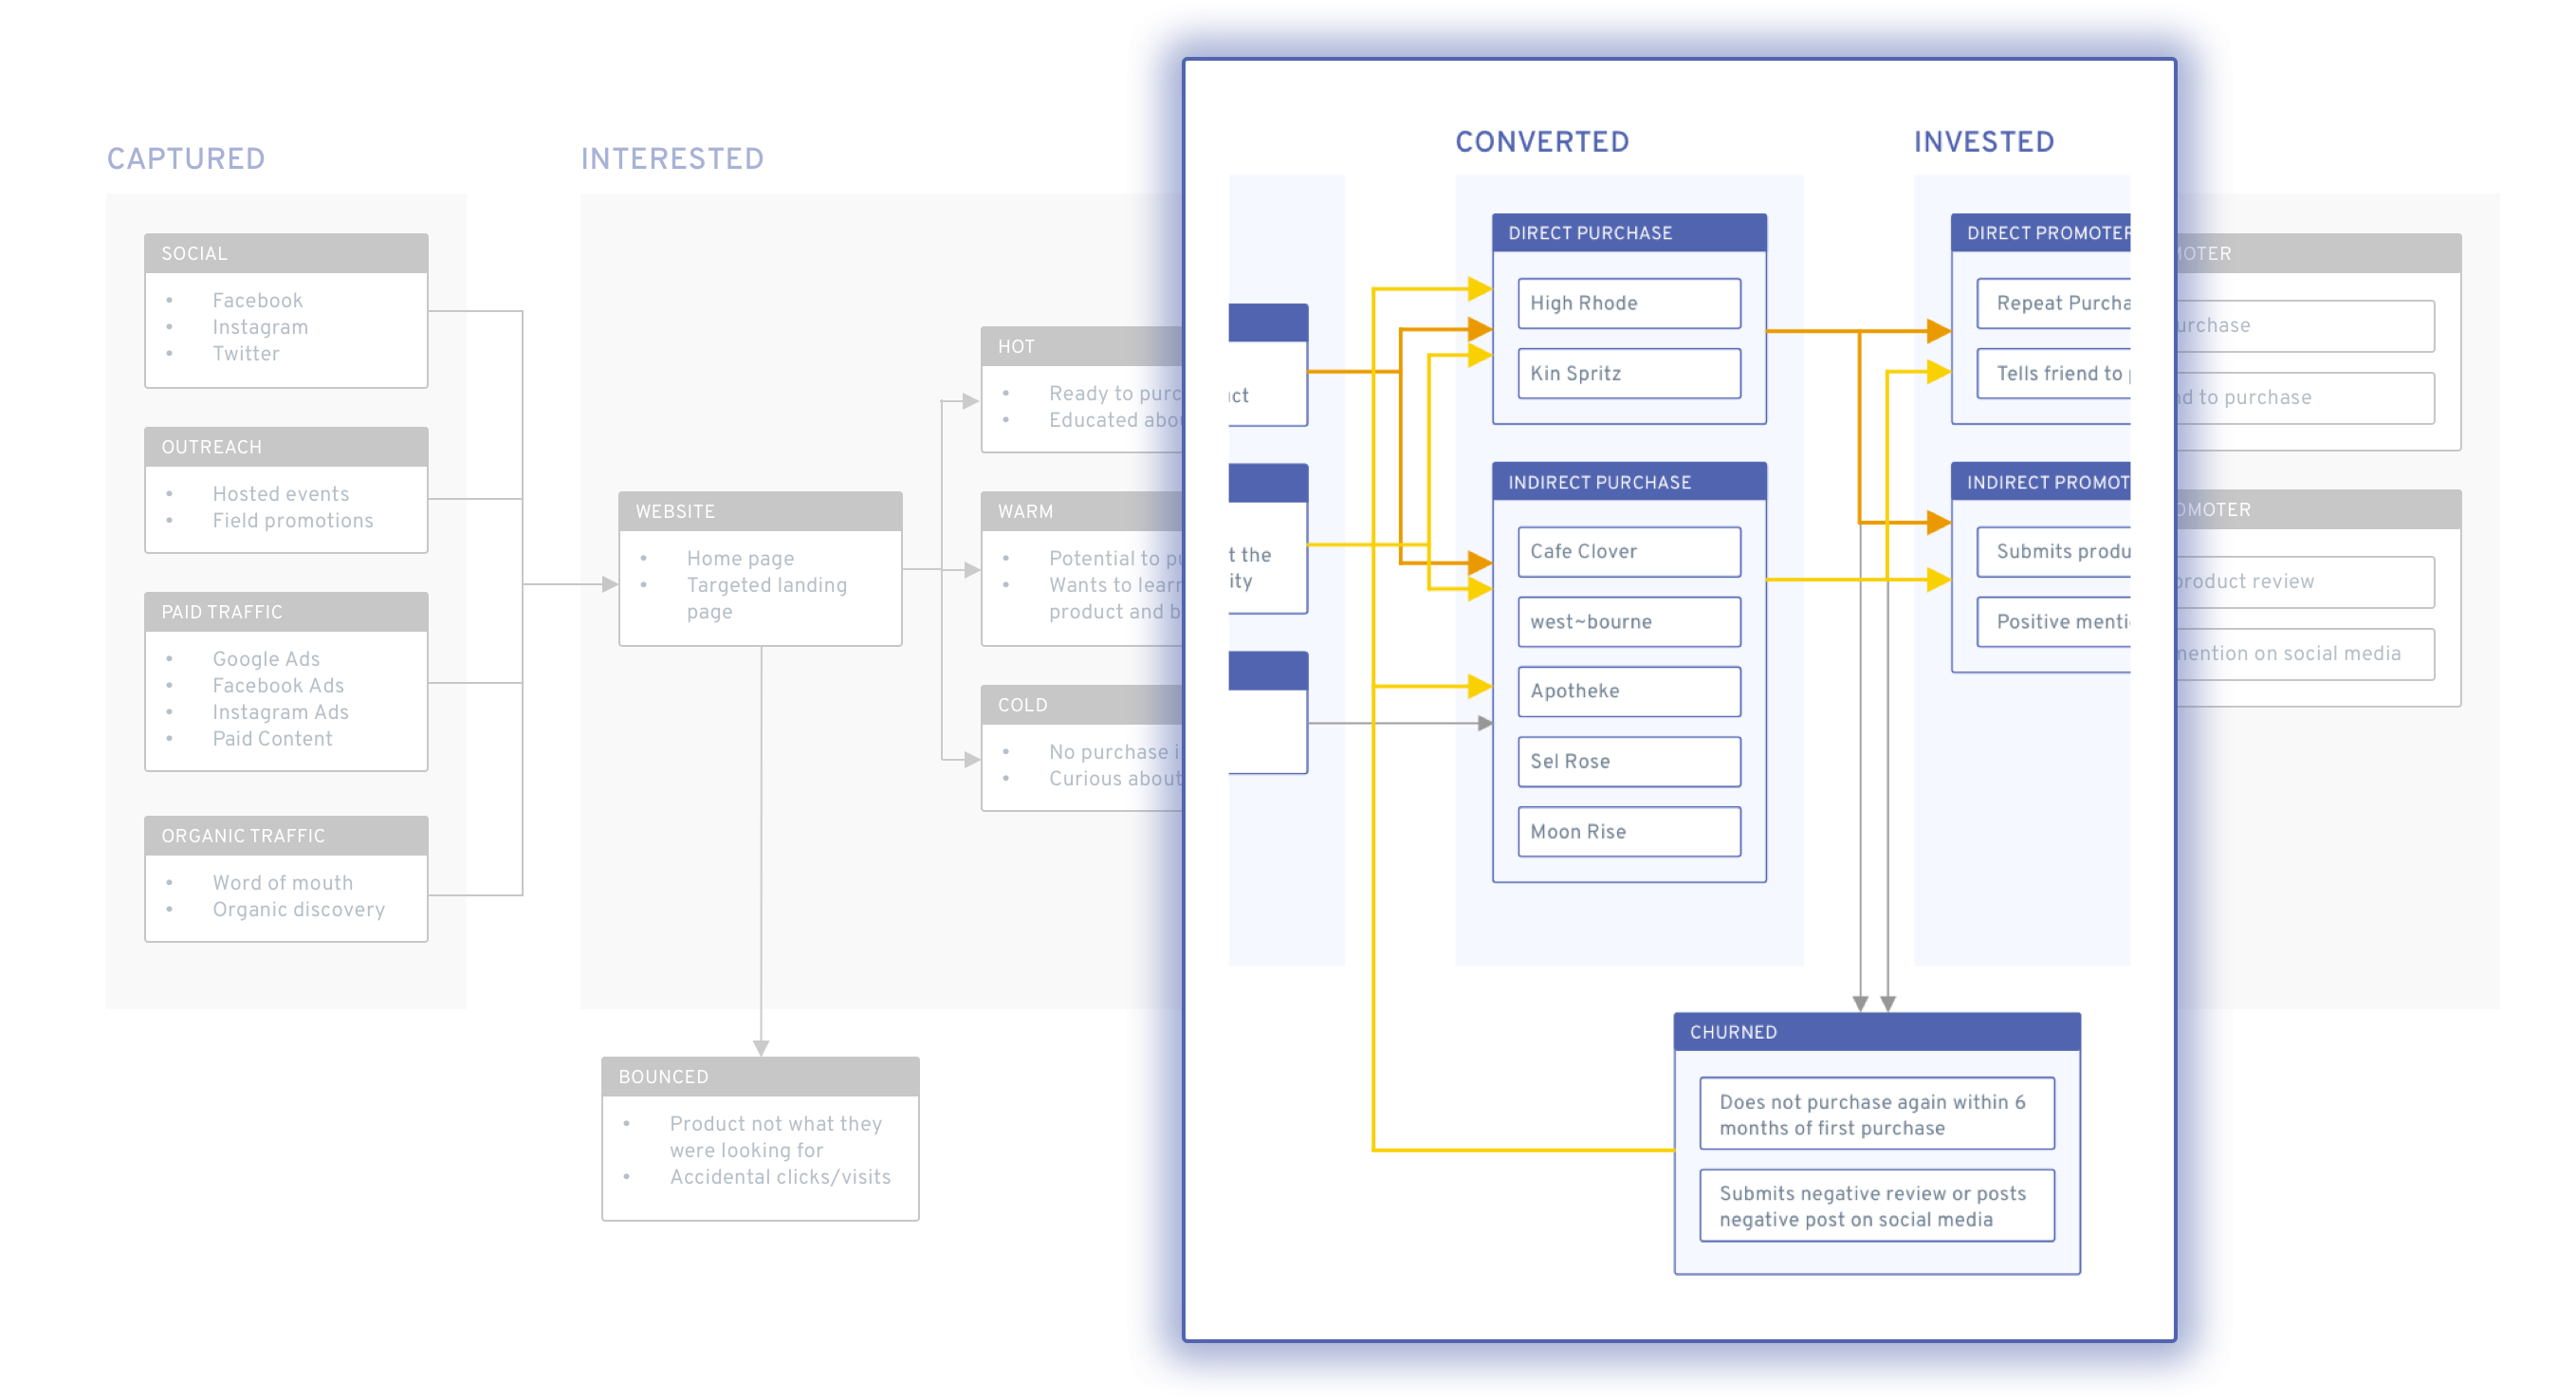 CAPTURED
SOCIAL
• Facebook
• Instagram
• Twitter
OUTREACH
• Hosted events
• Field promotions
PAID TRAFFIC
• Google Ads
• Facebook Ads
• Instagram Ads
• Paid Content
ORGANIC TRAFFIC
• Word of mouth
• Organic discovery
INTERESTED
WEBSITE
• Home page
• Targeted landing
page
BOUNCED
• Product not what they
were looking for
• Accidental clicks/visits
HOT
• Ready to
• Educated
WARM
• Potential to
• Wants to
product and
COLD
• No purchase
• Curious about
t the
CONVERTED
DIRECT PURCHASE
High Rhode
Kin Spritz
INDIRECT PURCHASE
Cafe Clover
west~bourne
Apotheke
Sel Rose
Moon Rise
INVESTED
DIRECT PROMOTER
Repeat Purcha
Tells friend to
INDIRECT PROMOT
Submits produ
Positive menti
CHURNED
Does not purchase again within 6
months of first purchase
Submits negative review or posts
negative post on social media
MOTER
urchase
d to purchase
OMOTER
product review
mention on social media